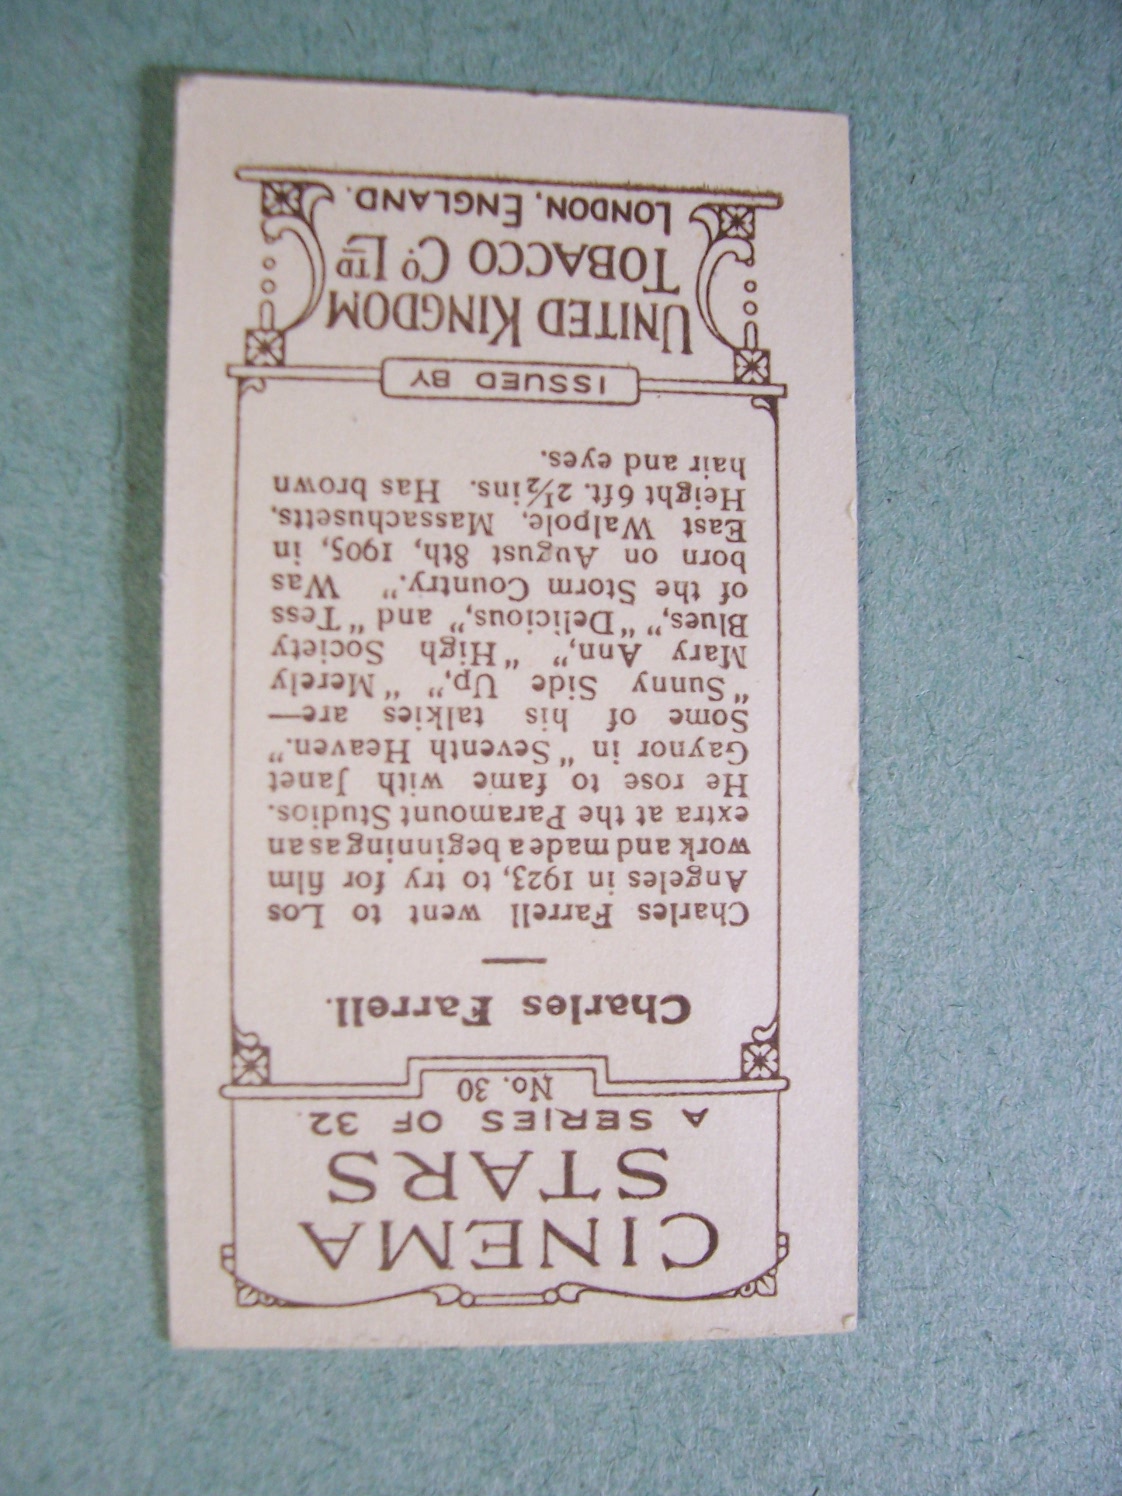 CINEMA
STARS
A SERIES OF 32.
No. 30
Charles Farrell.
Charles Farrell went to Los
Angeles in 1923, to try for film
work and made a beginning as an
extra at the Paramount Studios.
He rose to fame with Janet
Gaynor in "Seventh Heaven."
Some of his talkies are—
"Sunny Side Up," "Merely
Mary Ann," "High Society
Blues," "Delicious," and "Tess
of the Storm Country." Was
born on August 8th, 1905, in
East Walpole, Massachusetts,
Height 6ft. 2½ins. Has brown
hair and eyes.
ISSUED BY
UNITED KINGDOM
TOBACCO CO. LTD
LONDON, ENGLAND.